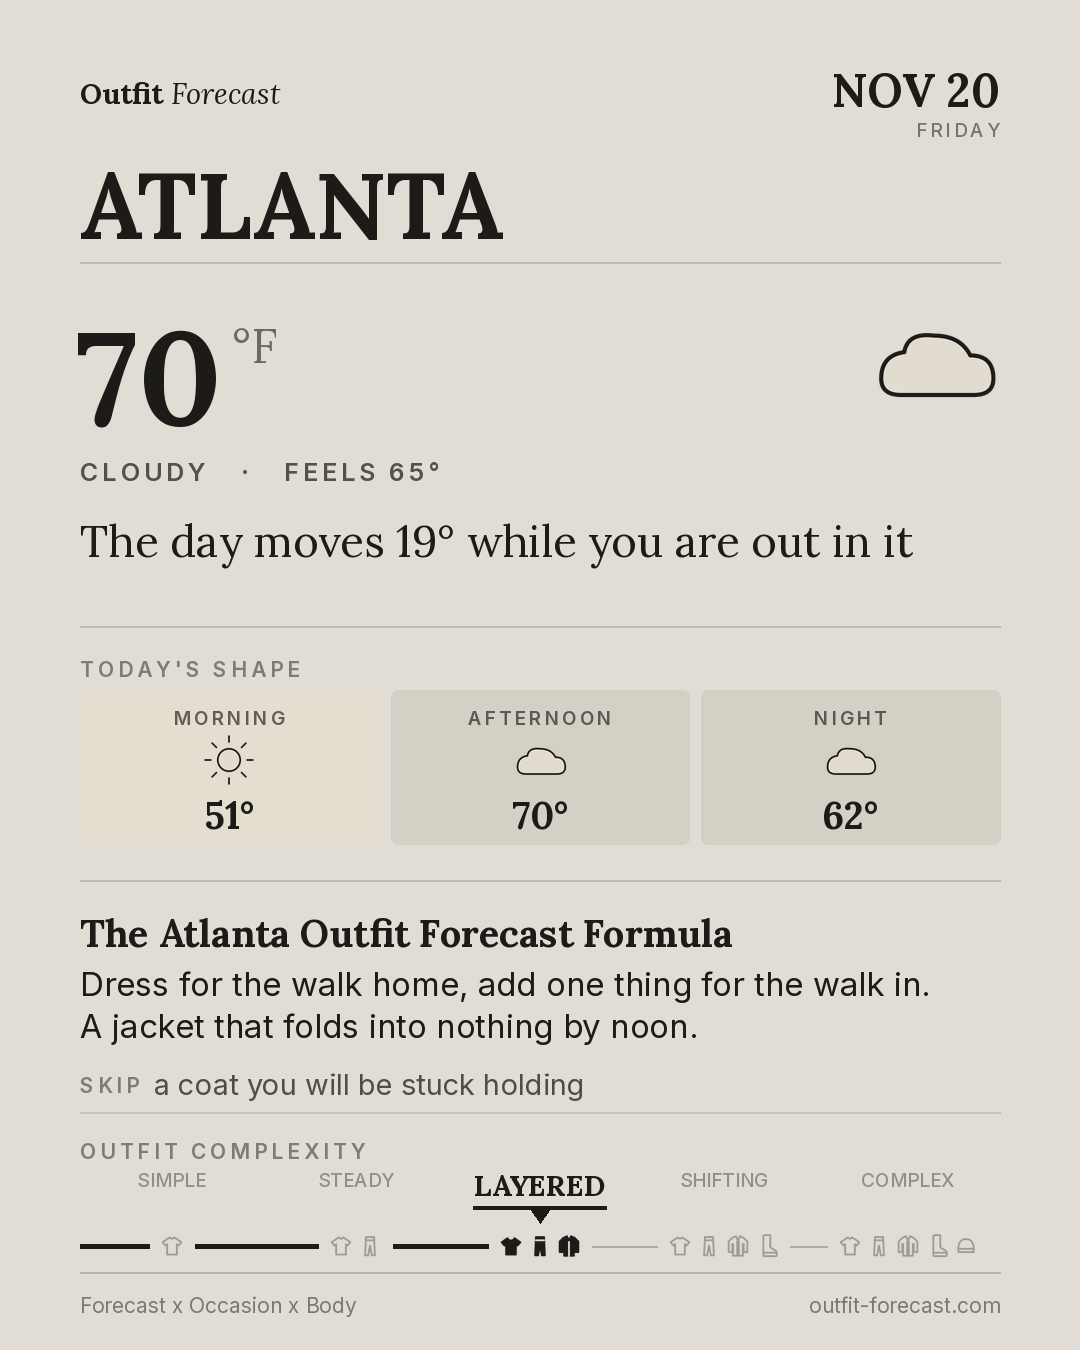 Outfit Forecast
NOV 20
FRIDAY
ATLANTA
70 °F
CLOUDY · FEELS 65°
The day moves 19° while you are out in it
TODAY'S SHAPE
MORNING
51°
AFTERNOON
70°
NIGHT
62°
The Atlanta Outfit Forecast Formula
Dress for the walk home, add one thing for the walk in.
A jacket that folds into nothing by noon.
SKIP a coat you will be stuck holding
OUTFIT COMPLEXITY
SIMPLE
STEADY
LAYERED
SHIFTING
COMPLEX
Forecast x Occasion x Body
outfit-forecast.com